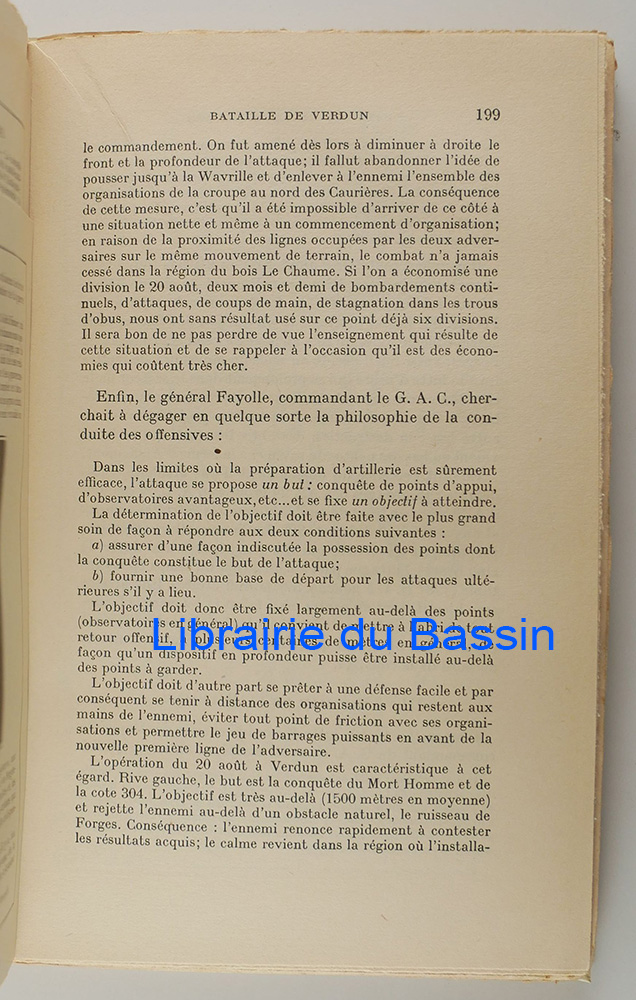 BATAILLE DE VERDUN 199
le commandement. On fut amené dès lors à diminuer à droite le
front et la profondeur de l'attaque; il fallut abandonner l'idée de
pousser jusqu'à la Wavrille et d'enlever à l'ennemi l'ensemble des
organisations de la croupe au nord des Caurières. La conséquence
de cette mesure, c'est qu'il a été impossible d'arriver de ce côté à
une situation nette et même à un commencement d'organisation;
en raison de la proximité des lignes occupées par les deux adver-
saires sur le même mouvement de terrain, le combat n'a jamais
cessé dans la région du bois Le Chaume. Si l'on a économisé une
division le 20 août, deux mois et demi de bombardements conti-
nuels, d'attaques, de coups de main, de stagnation dans les trous
d'obus, nous ont sans résultat usé sur ce point déjà six divisions.
Il sera bon de ne pas perdre de vue l'enseignement qui résulte de
cette situation et de se rappeler à l'occasion qu'il est des écono-
mies qui coûtent très cher.
Enfin, le général Fayolle, commandant le G. A. C., cher-
chait à dégager en quelque sorte la philosophie de la con-
duite des offensives :
Dans les limites où la préparation d'artillerie est sûrement
efficace, l'attaque se propose un but : conquête de points d'appui,
d'observatoires avantageux, etc... et se fixe un objectif à atteindre.
La détermination de l'objectif doit être faite avec le plus grand
soin de façon à répondre aux deux conditions suivantes :
a) assurer d'une façon indiscutée la possession des points dont
la conquête constitue le but de l'attaque;
b) fournir une bonne base de départ pour les attaques ulté-
rieures s'il y a lieu.
L'objectif doit donc être fixé largement au-delà des points
(observatoires en général) qu'il convient de mettre à l'abri de tout
retour offensif, à plusieurs centaines de mètres en général, de
Librairie du Bassin
façon qu'un dispositif en profondeur puisse être installé au-delà
des points à garder.
L'objectif doit d'autre part se prêter à une défense facile et par
conséquent se tenir à distance des organisations qui restent aux
mains de l'ennemi, éviter tout point de friction avec ses organi-
sations et permettre le jeu de barrages puissants en avant de la
nouvelle première ligne de l'adversaire.
L'opération du 20 août à Verdun est caractéristique à cet
égard. Rive gauche, le but est la conquête du Mort Homme et de
la cote 304. L'objectif est très au-delà (1500 mètres en moyenne)
et rejette l'ennemi au-delà d'un obstacle naturel, le ruisseau de
Forges. Conséquence : l'ennemi renonce rapidement à contester
les résultats acquis; le calme revient dans la région où l'installa-